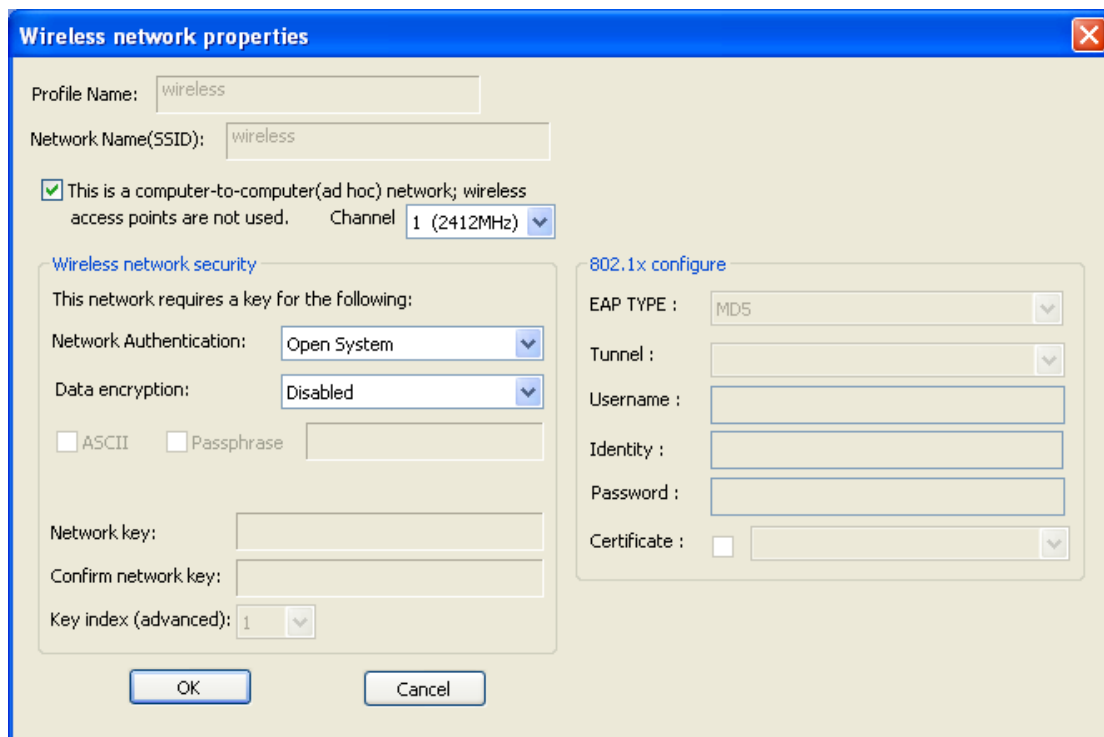 Wireless network properties
Profile Name: wireless
Network Name(SSID): wireless
This is a computer-to-computer(ad hoc) network; wireless
access points are not used. Channel 1 (2412MHz)
Wireless network security
This network requires a key for the following:
Network Authentication: Open System
Data encryption: Disabled
ASCII Passphrase
Network key:
Confirm network key:
Key index (advanced): 1
802.1x configure
EAP TYPE : MD5
Tunnel :
Username :
Identity :
Password :
Certificate :
OK Cancel